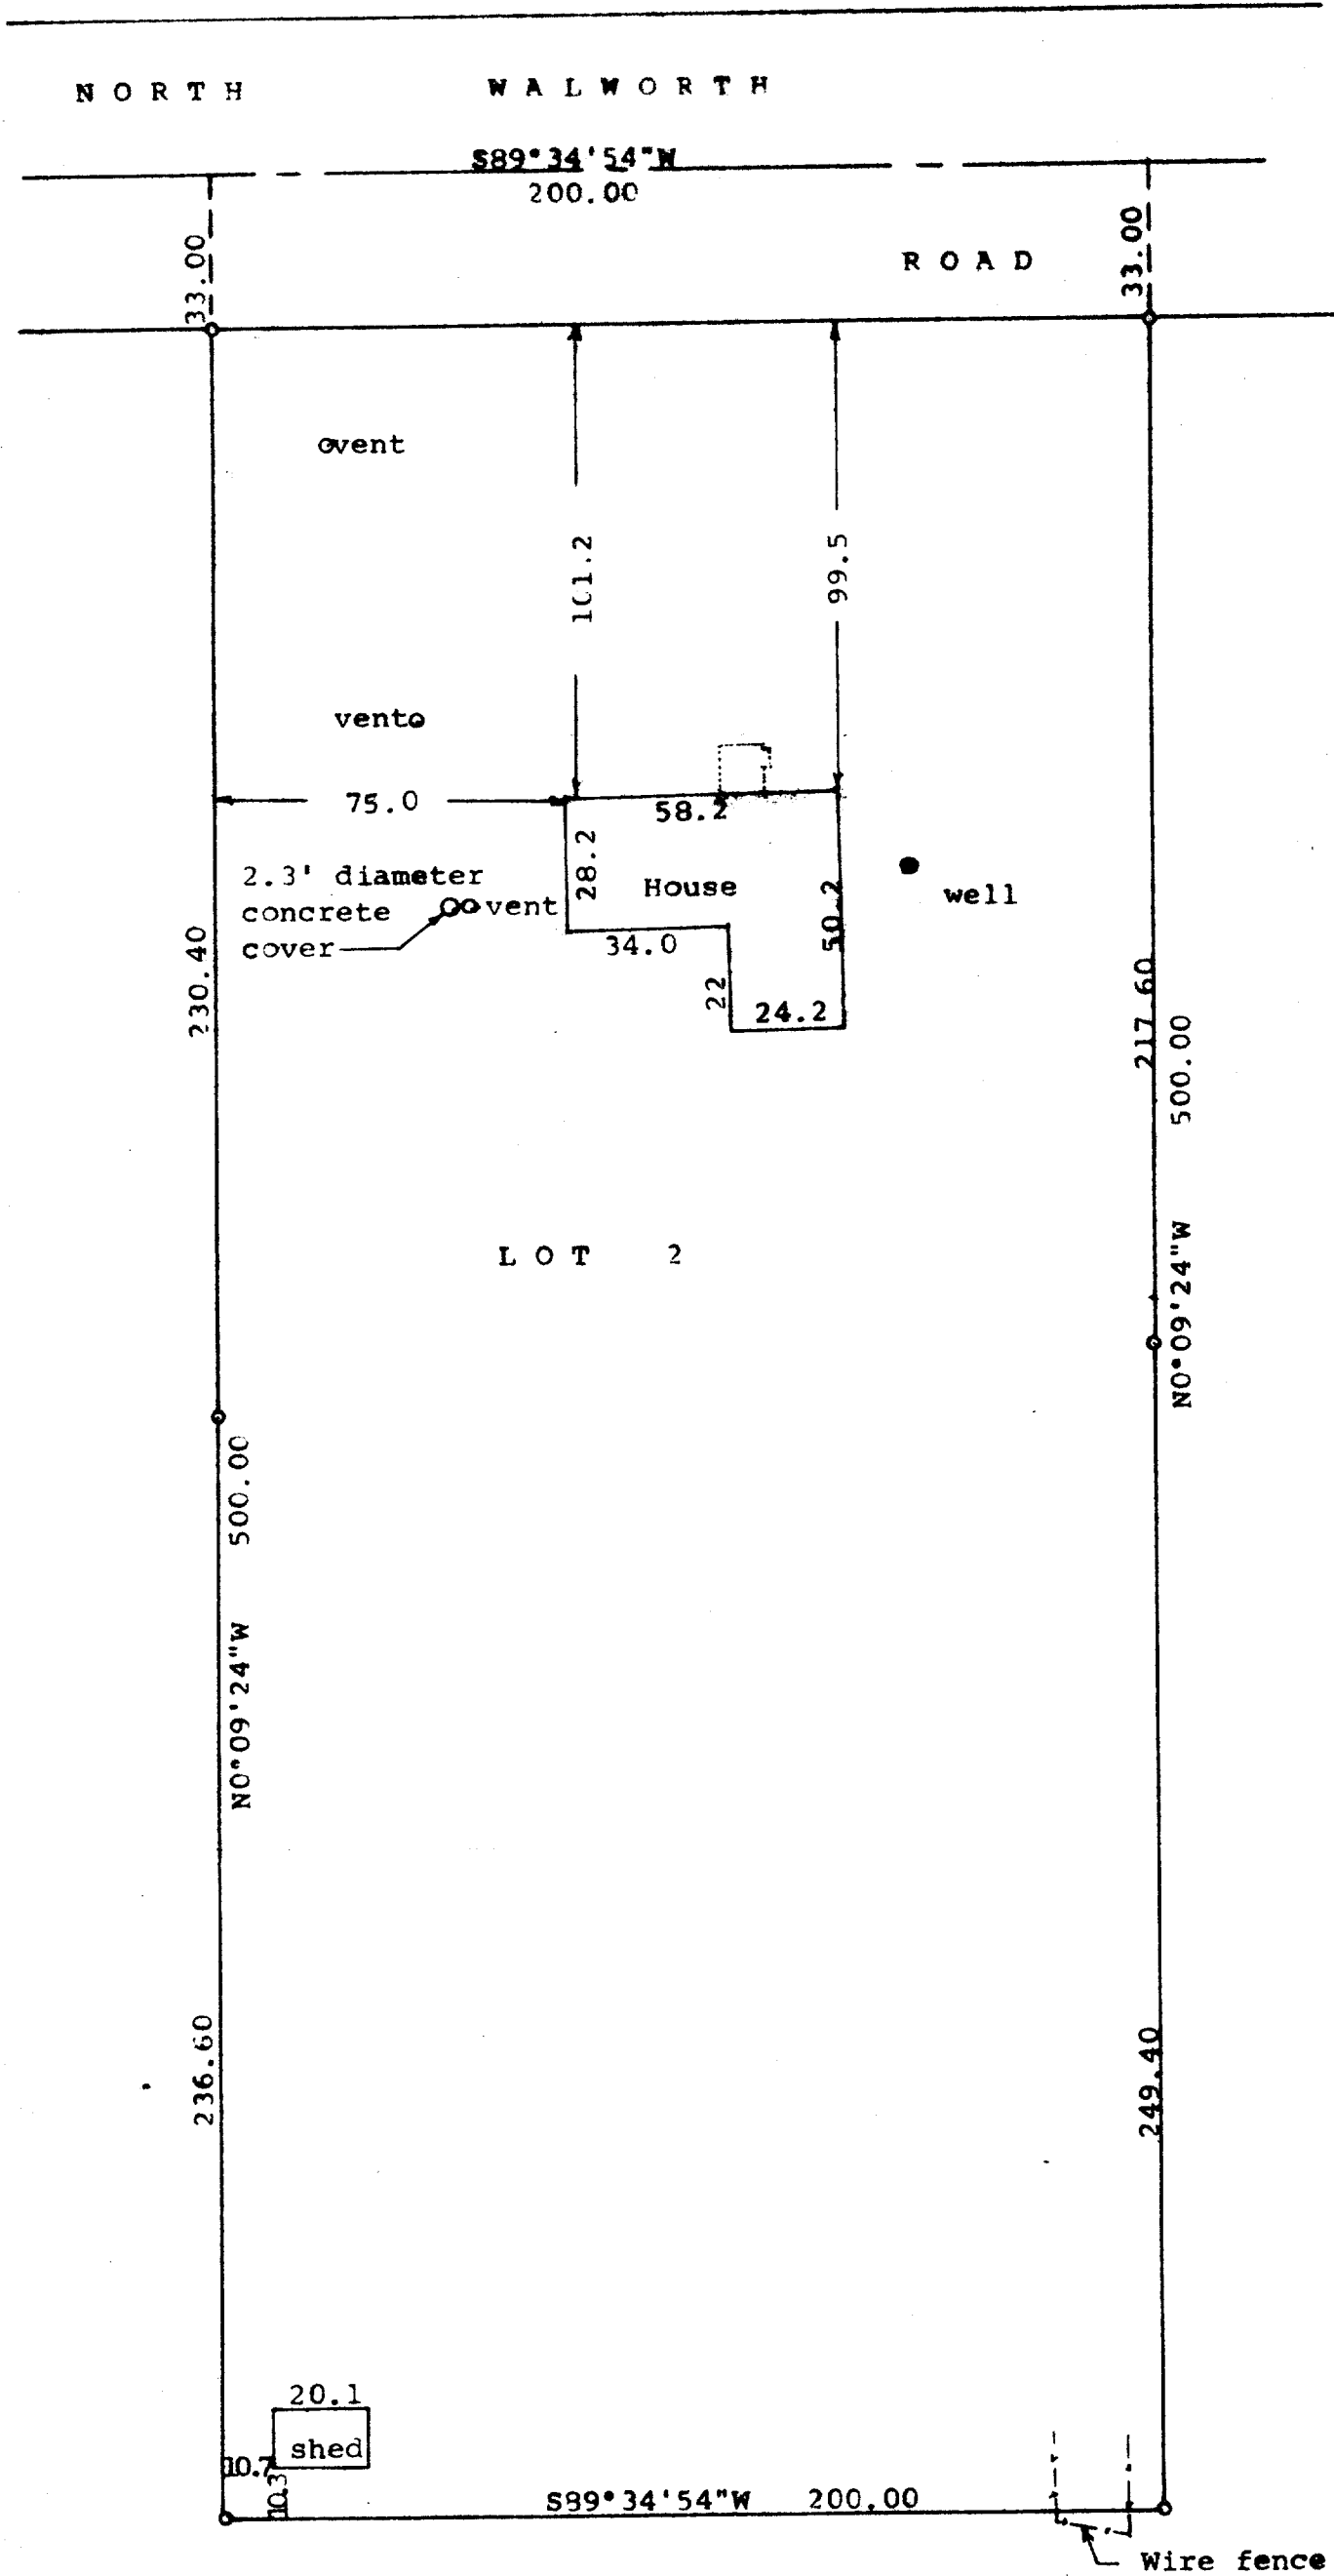 NORTH WALWORTH
S89°34'54"W
200.00
33.00
33.00
ROAD
vent
101.2
99.5
vent
75.0
58.2
28.2
2.3' diameter
concrete
cover
vent
House
50.2
well
34.0
22
24.2
230.40
217.60
500.00
N0°09'24"W
LOT 2
500.00
N0°09'24"W
236.60
249.40
20.1
shed
10.7
10.3
S89°34'54"W 200.00
Wire fence